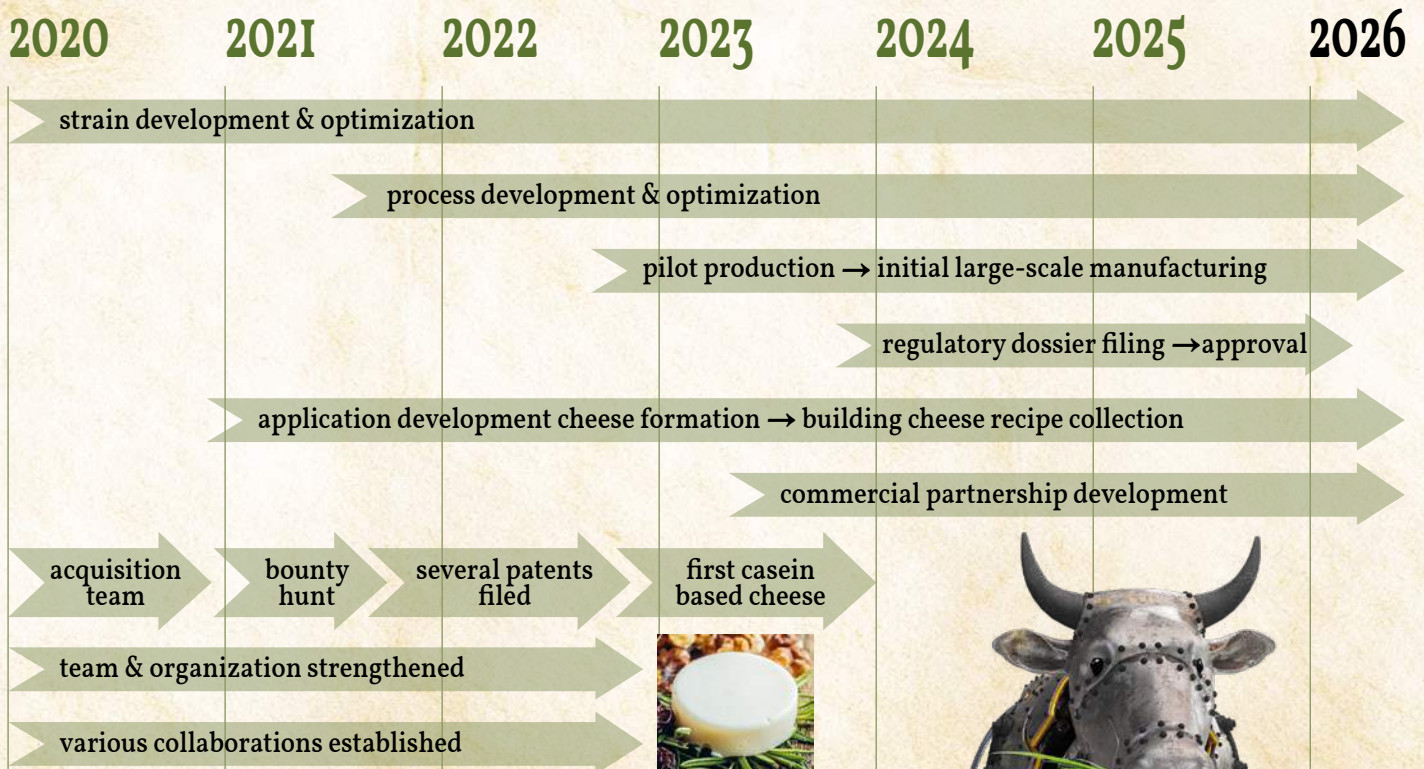 2020 2021 2022 2023 2024 2025 2026
strain development & optimization
process development & optimization
pilot production → initial large-scale manufacturing
regulatory dossier filing →approval
application development cheese formation → building cheese recipe collection
commercial partnership development
acquisition
team
bounty
hunt
several patents
filed
first casein
based cheese
team & organization strengthened
various collaborations established